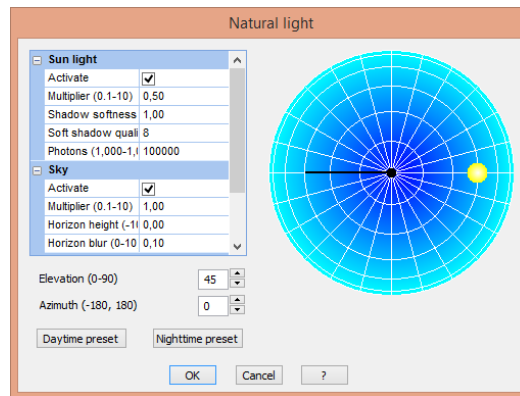 Natural light
Sun light
Activate
Multiplier (0.1-10) 0,50
Shadow softness 1,00
Soft shadow quali 8
Photons (1,000-1,( 100000
Sky
Activate
Multiplier (0.1-10) 1,00
Horizon height (-1( 0,00
Horizon blur (0-10 0,10
Elevation (0-90) 45
Azimuth (-180, 180) 0
Daytime preset Nighttime preset
OK Cancel ?